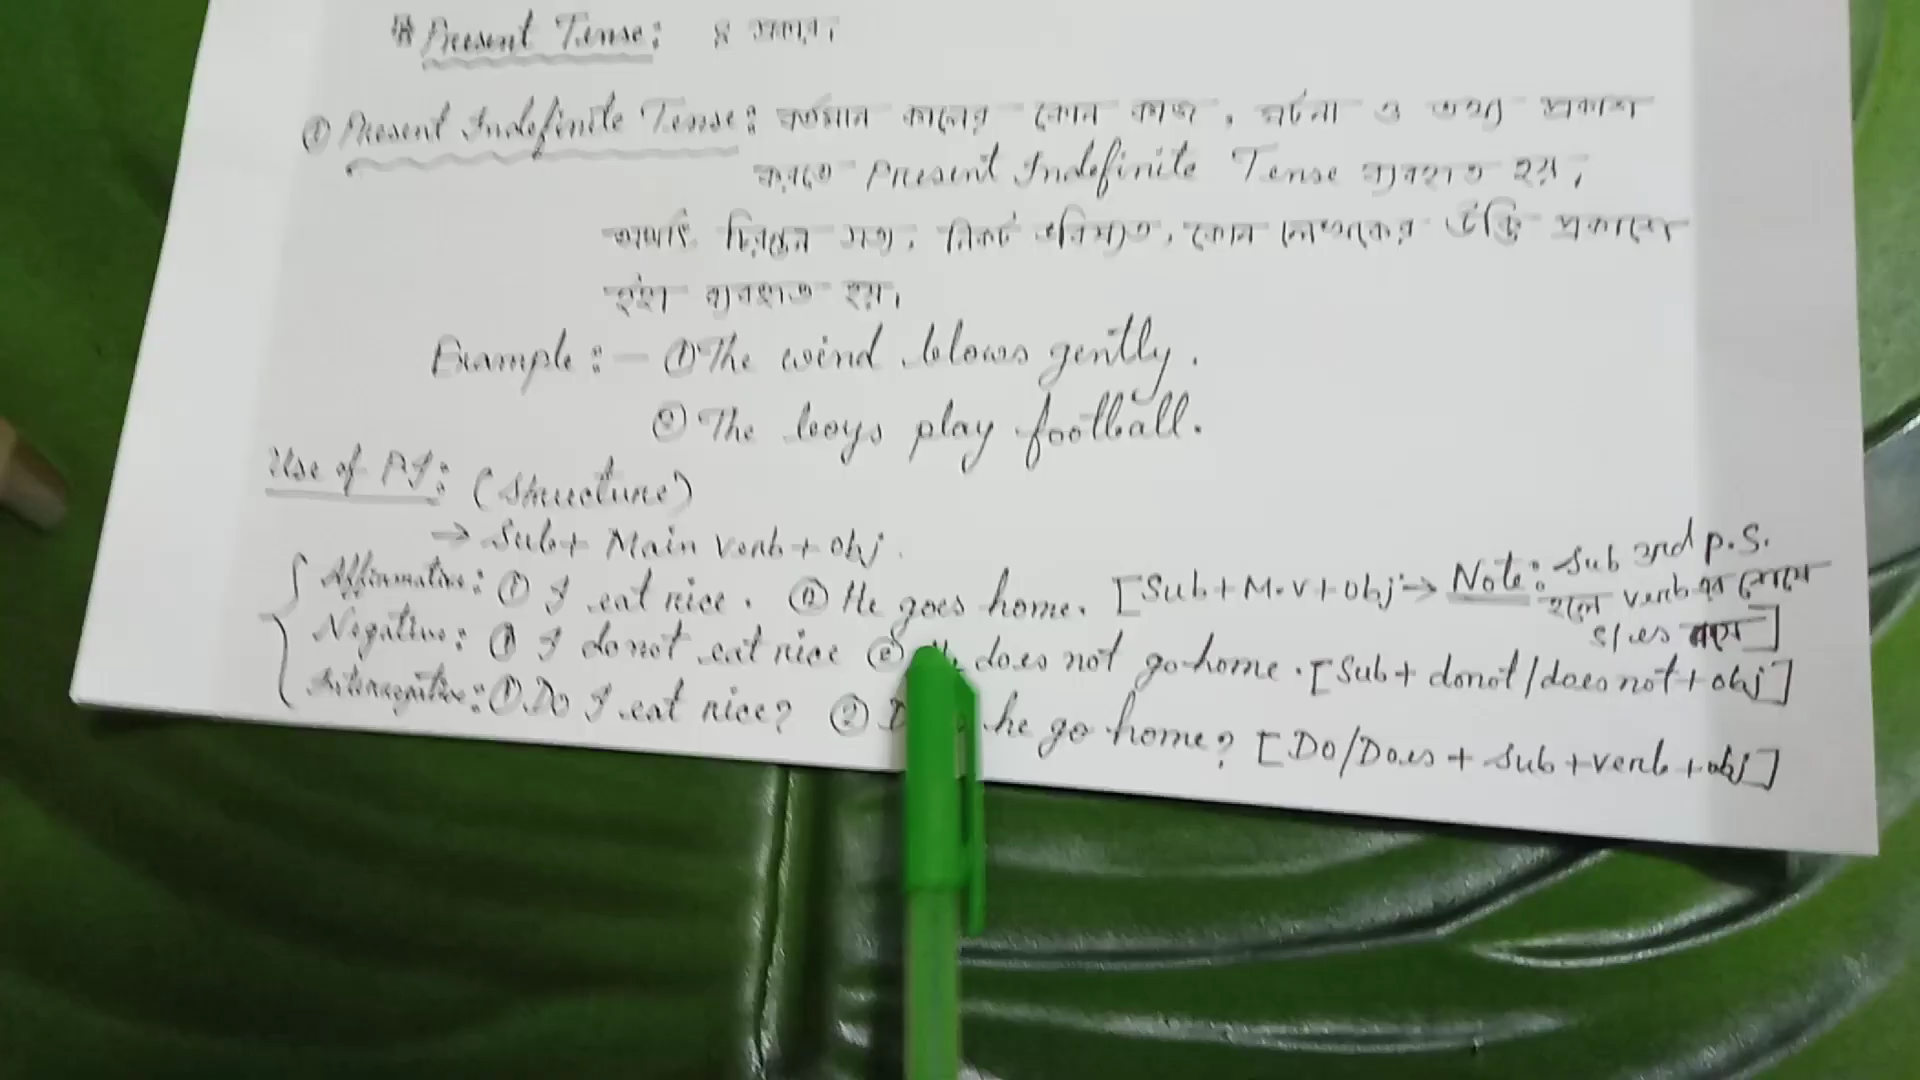 ※ Present Tense: ৪ প্রকার।
① Present Indefinite Tense: বর্তমান কালের কোন কাজ, ঘটনা ও তথ্য প্রকাশ
করতে Present Indefinite Tense ব্যবহৃত হয়।
অর্থাৎ চিরন্তন সত্য, নিকট ভবিষ্যত, কোন লেখকের উক্তি প্রকাশে
ইহা ব্যবহৃত হয়।
Example:- ① The wind blows gently.
② The boys play football.
Use of PI: (Structure)
→ Sub + Main verb + obj.
Affirmative: ① I eat rice. ② He goes home. [Sub+M.V+obj → Note: Sub 3rd P.S.
হলে verb এর শেষে
s/es বসে]
Negative: ① I do not eat rice ② does not go home. [Sub + donot/does not + obj]
Interrogative: ① Do I eat rice? ② he go home? [Do/Does + Sub + verb + obj]